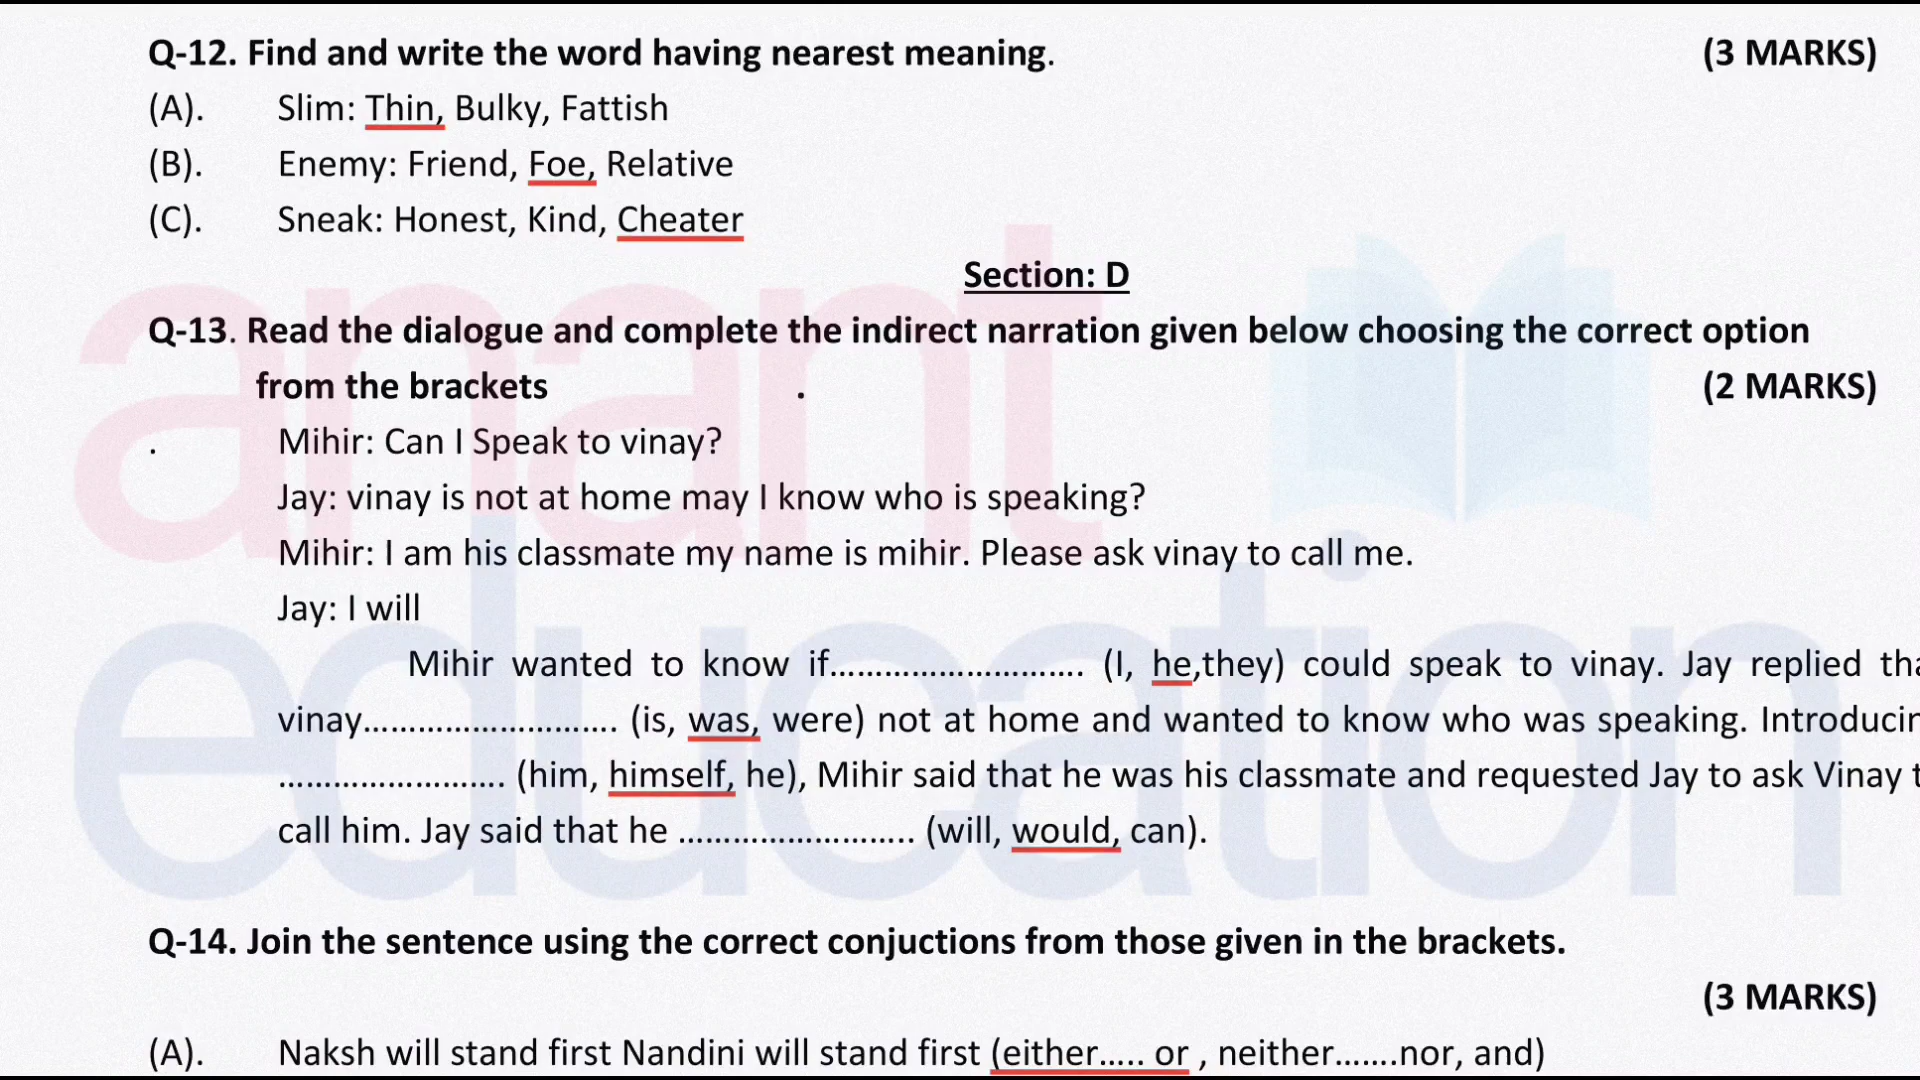 Q-12. Find and write the word having nearest meaning. (3 MARKS)
(A). Slim: Thin, Bulky, Fattish
(B). Enemy: Friend, Foe, Relative
(C). Sneak: Honest, Kind, Cheater
Section: D
Q-13. Read the dialogue and complete the indirect narration given below choosing the correct option
from the brackets . (2 MARKS)
. Mihir: Can I Speak to vinay?
Jay: vinay is not at home may I know who is speaking?
Mihir: I am his classmate my name is mihir. Please ask vinay to call me.
Jay: I will
Mihir wanted to know if.......................... (I, he,they) could speak to vinay. Jay replied tha
vinay.......................... (is, was, were) not at home and wanted to know who was speaking. Introducin
....................... (him, himself, he), Mihir said that he was his classmate and requested Jay to ask Vinay t
call him. Jay said that he ........................ (will, would, can).
Q-14. Join the sentence using the correct conjuctions from those given in the brackets.
(3 MARKS)
(A). Naksh will stand first Nandini will stand first (either..... or , neither.......nor, and)
anant
education